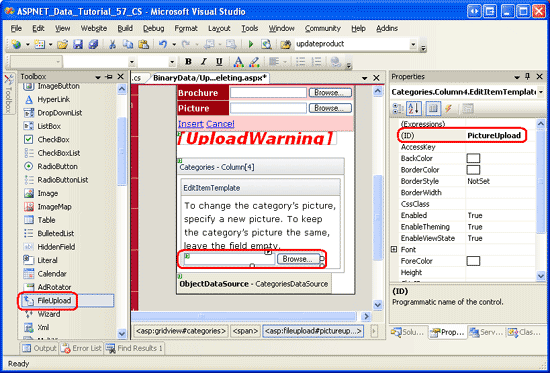 ASPNET_Data_Tutorial_57_CS - Microsoft Visual Studio
File Edit View Website Build Debug Format Layout Tools Window Community Help Addins
updateproduct
Toolbox
Toolbox
ImageButton
HyperLink
DropDownList
ListBox
CheckBox
CheckBoxList
RadioButton
RadioButtonList
Image
ImageMap
Table
BulletedList
HiddenField
Literal
Calendar
AdRotator
FileUpload
Wizard
Xml
.cs BinaryData/Up...eleting.aspx*
Brochure Browse...
Picture Browse...
Insert Cancel
[UploadWarning]
Categories - Column[4]
EditItemTemplate
To change the category's picture,
specify a new picture. To keep
the category's picture the same,
leave the field empty.
Browse...
ObjectDataSource - CategoriesDataSource
<asp:gridview#categories> <span> <asp:fileupload#pictureup...
Properties
Categories.Column4.EditItemTemplate
(Expressions)
(ID) PictureUpload
AccessKey
BackColor
BorderColor
BorderStyle NotSet
BorderWidth
CssClass
Enabled True
EnableTheming True
EnableViewState True
Font
ForeColor
Height
(ID)
Programmatic name of the control.
Solu... Prop... Serv... Clas...
Output Error List Find Results 1
Ready